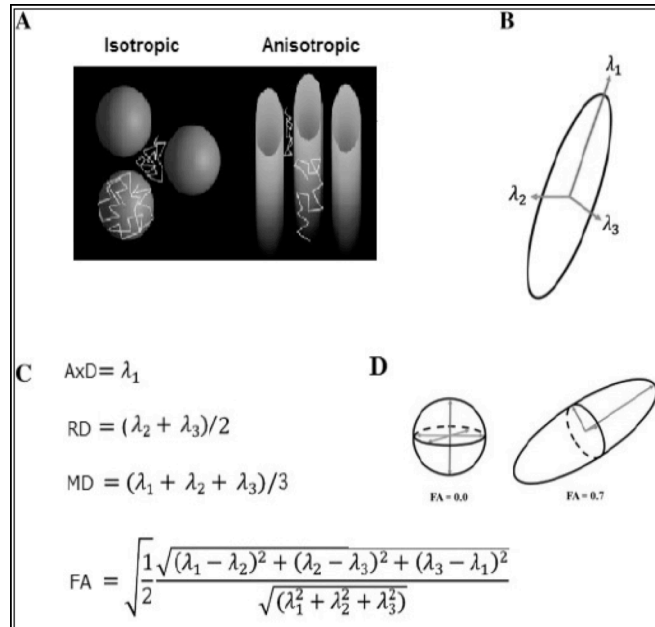 A
Isotropic Anisotropic
B
λ₁
λ₂
λ₃
C
AxD = λ₁
RD = (λ₂ + λ₃)/2
MD = (λ₁ + λ₂ + λ₃)/3
FA = √(1/2) √((λ₁ − λ₂)² + (λ₂ − λ₃)² + (λ₃ − λ₁)²) / √(λ₁² + λ₂² + λ₃²)
D
FA = 0.0 FA = 0.7